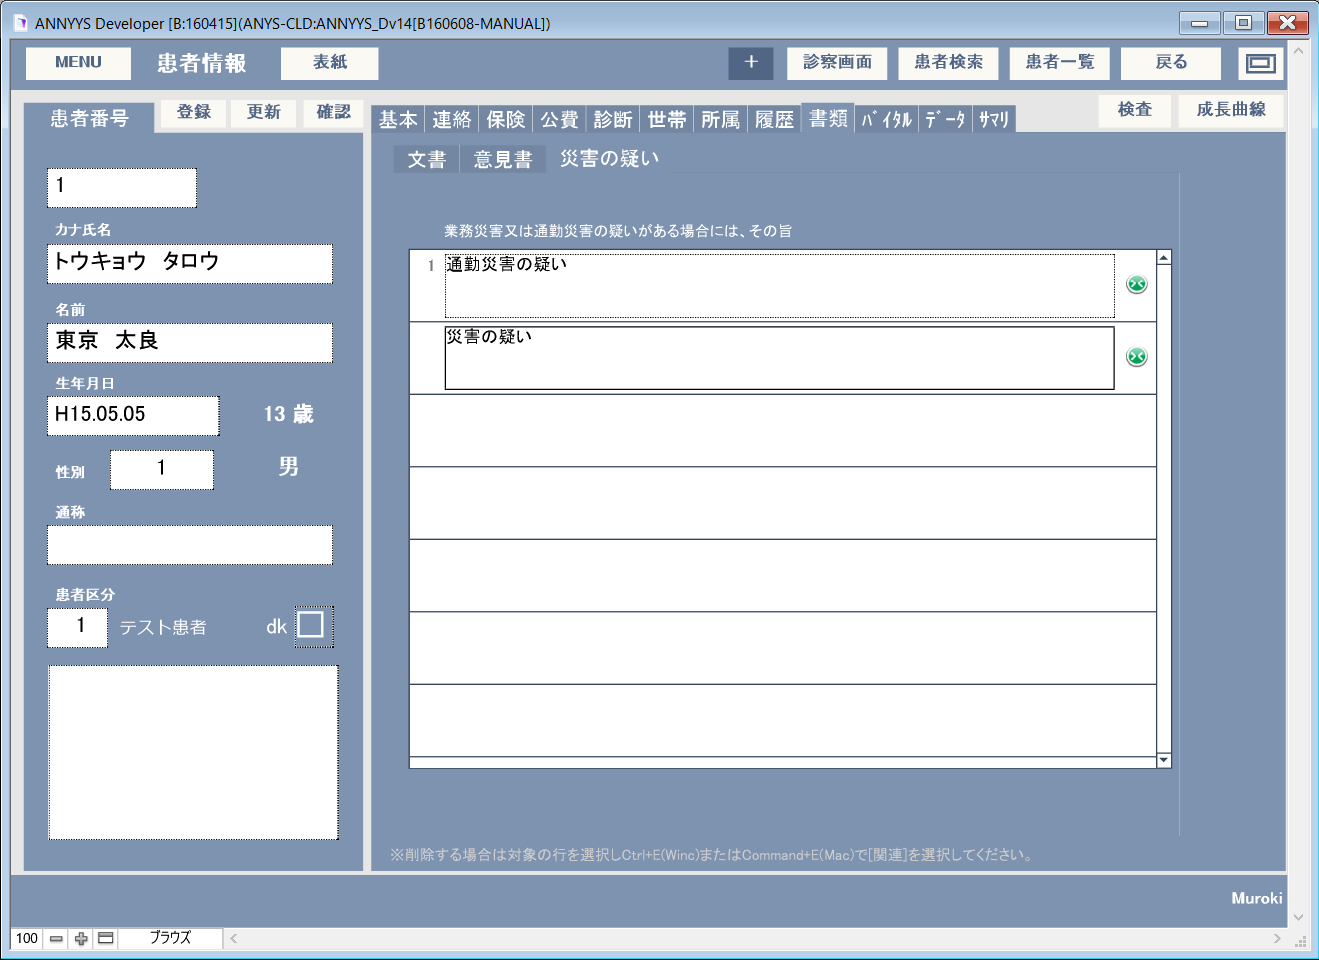 ANNYYS Developer [B:160415](ANYS-CLD:ANNYYS_Dv14[B160608-MANUAL])
MENU 患者情報 表紙 + 診察画面 患者検索 患者一覧 戻る
患者番号 登録 更新 確認 基本 連絡 保険 公費 診断 世帯 所属 履歴 書類 ﾊﾞｲﾀﾙ ﾃﾞｰﾀ ｻﾏﾘ 検査 成長曲線
文書 意見書 災害の疑い
1
カナ氏名
トウキョウ タロウ
名前
東京 太良
生年月日
H15.05.05 13 歳
性別 1 男
通称
患者区分
1 テスト患者 dk
業務災害又は通勤災害の疑いがある場合には、その旨
1 通勤災害の疑い
災害の疑い
※削除する場合は対象の行を選択しCtrl+E(Winc)またはCommand+E(Mac)で[関連]を選択してください。
Muroki
100 ブラウズ